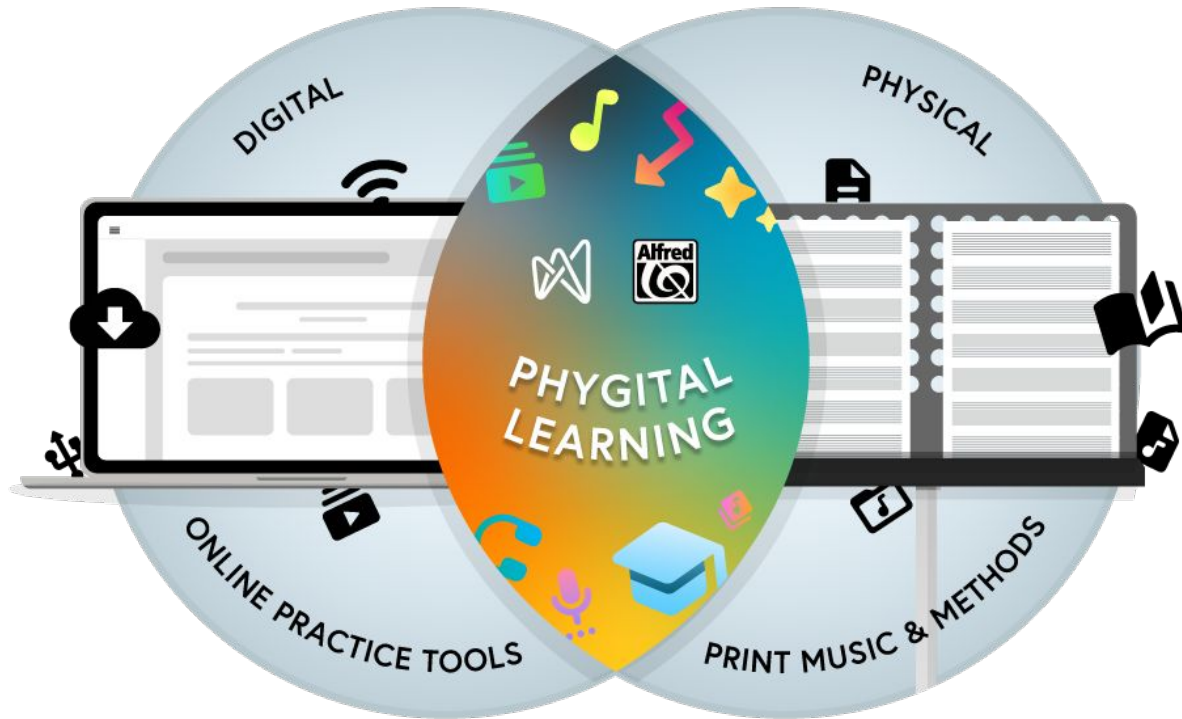 DIGITAL
PHYSICAL
Alfred
PHYGITAL
LEARNING
ONLINE PRACTICE TOOLS
PRINT MUSIC & METHODS